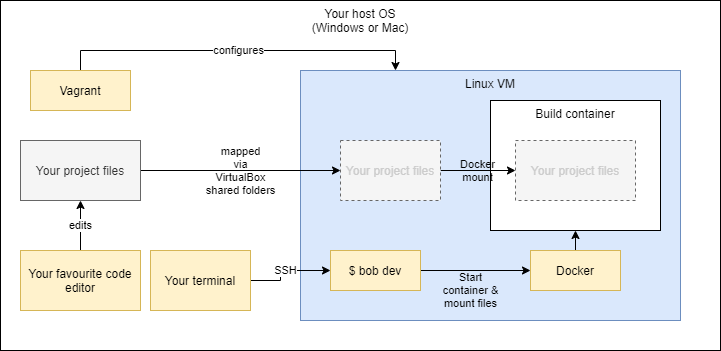 Your host OS
(Windows or Mac)
configures
Vagrant
Linux VM
Build container
Your project files
mapped
via
VirtualBox
shared folders
Your project files
Docker
mount
Your project files
edits
Your favourite code
editor
Your terminal
SSH
$ bob dev
Start
container &
mount files
Docker